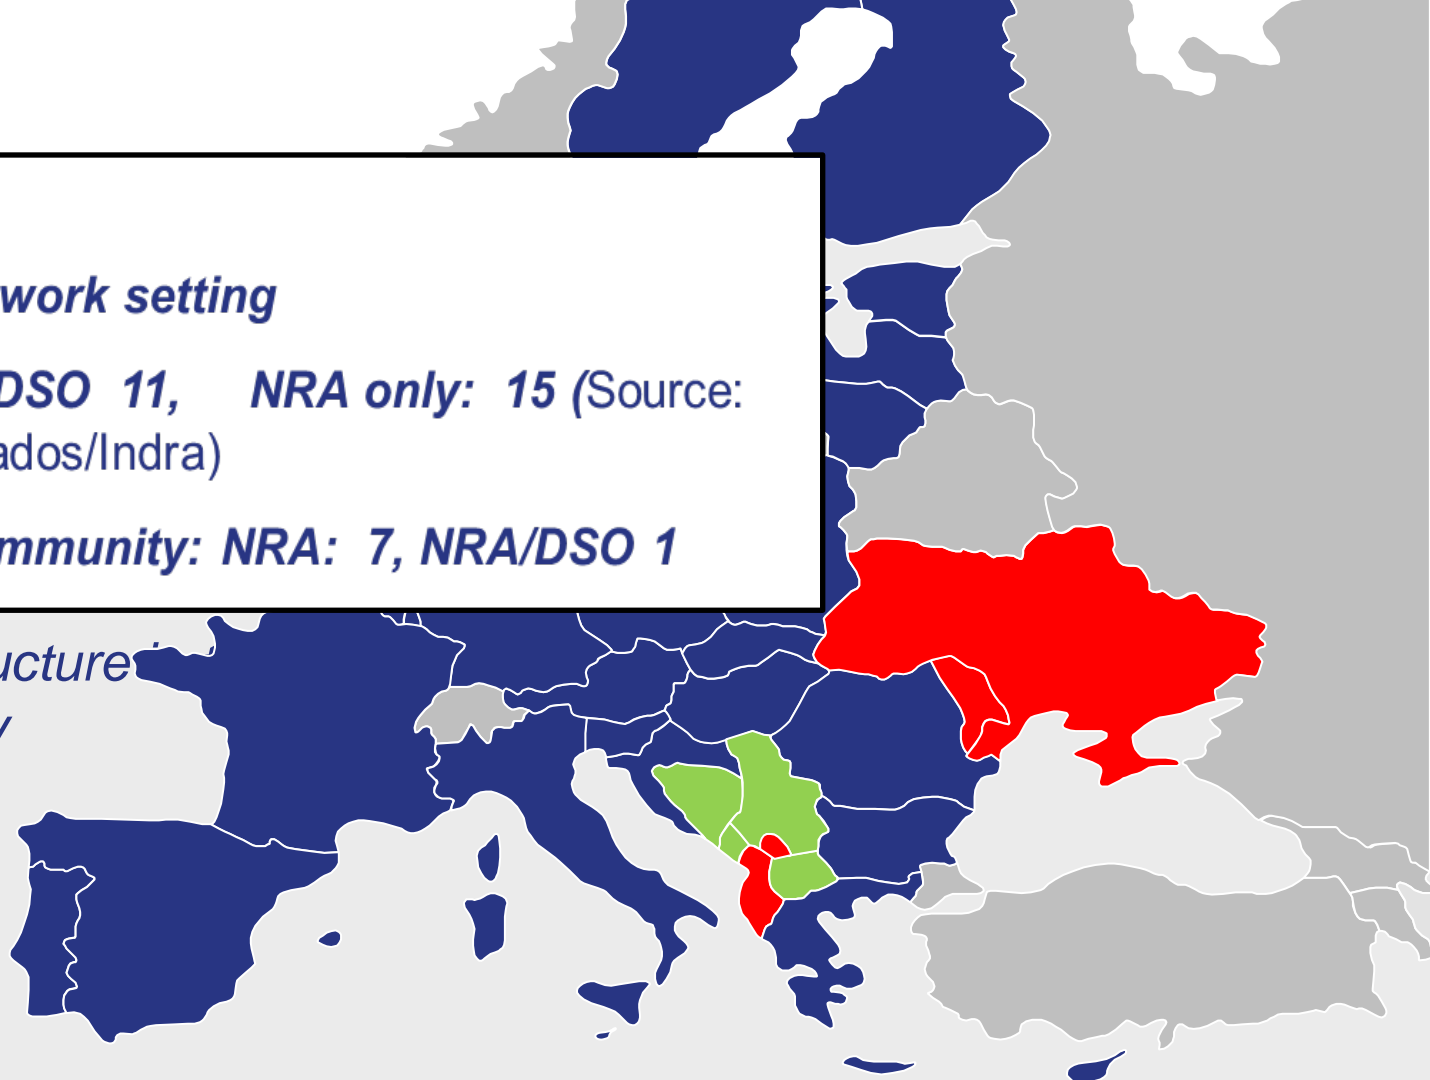 work setting
DSO 11, NRA only: 15 (Source:
ados/Indra)
mmunity: NRA: 7, NRA/DSO 1
ucture
y